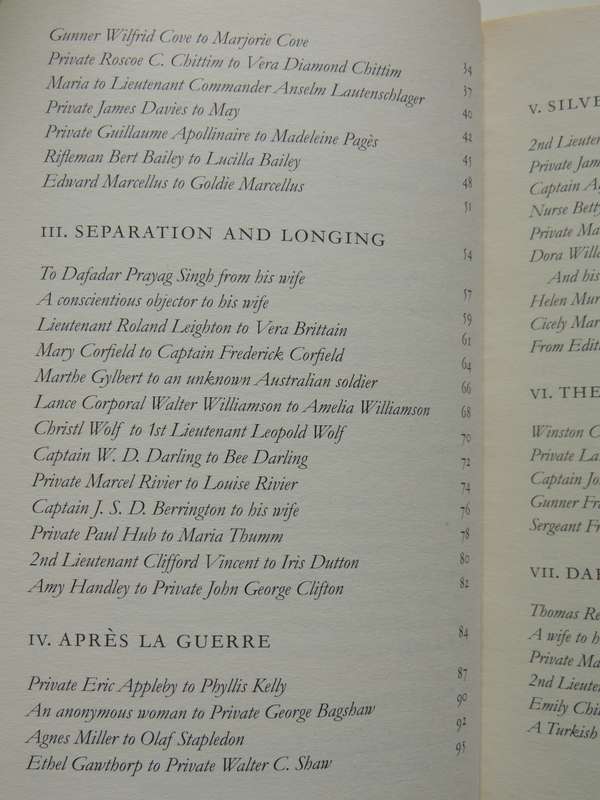 Gunner Wilfrid Cove to Marjorie Cove 34
Private Roscoe C. Chittim to Vera Diamond Chittim 37
Maria to Lieutenant Commander Anselm Lautenschlager 40
Private James Davies to May 42
Private Guillaume Apollinaire to Madeleine Pagès 45
Rifleman Bert Bailey to Lucilla Bailey 48
Edward Marcellus to Goldie Marcellus 51
III. SEPARATION AND LONGING 54
To Dafadar Prayag Singh from his wife 57
A conscientious objector to his wife 59
Lieutenant Roland Leighton to Vera Brittain 61
Mary Corfield to Captain Frederick Corfield 64
Marthe Gylbert to an unknown Australian soldier 66
Lance Corporal Walter Williamson to Amelia Williamson 68
Christl Wolf to 1st Lieutenant Leopold Wolf 70
Captain W. D. Darling to Bee Darling 72
Private Marcel Rivier to Louise Rivier 74
Captain J. S. D. Berrington to his wife 76
Private Paul Hub to Maria Thumm 78
2nd Lieutenant Clifford Vincent to Iris Dutton 80
Amy Handley to Private John George Clifton 82
IV. APRÈS LA GUERRE 84
Private Eric Appleby to Phyllis Kelly 87
An anonymous woman to Private George Bagshaw 90
Agnes Miller to Olaf Stapledon 92
Ethel Gawthorp to Private Walter C. Shaw 95
V. SILVE
2nd Lieuten
Private Jam
Captain Ag
Nurse Bett
Private Ma
Dora Willa
And his
Helen Mur
Cicely Mar
From Edit
VI. THE
Winston C
Private La
Captain Jo
Gunner Fr
Sergeant Fr
VII. DAR
Thomas Re
A wife to h
Private Ma
2nd Lieuten
Emily Chi
A Turkish